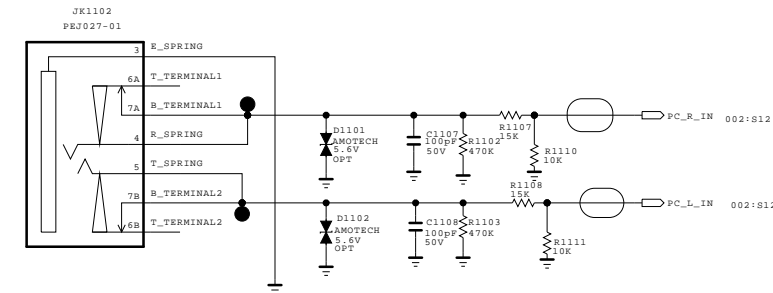 JK1102
PEJ027-01
3 E_SPRING
6A T_TERMINAL1
7A B_TERMINAL1
4 R_SPRING
5 T_SPRING
7B B_TERMINAL2
6B T_TERMINAL2
D1101
AMOTECH
5.6V
OPT
C1107
100pF
50V
R1102
470K
R1107
15K
R1110
10K
PC_R_IN 002:S12
D1102
AMOTECH
5.6V
OPT
C1108
100pF
50V
R1103
470K
R1108
15K
R1111
10K
PC_L_IN 002:S12